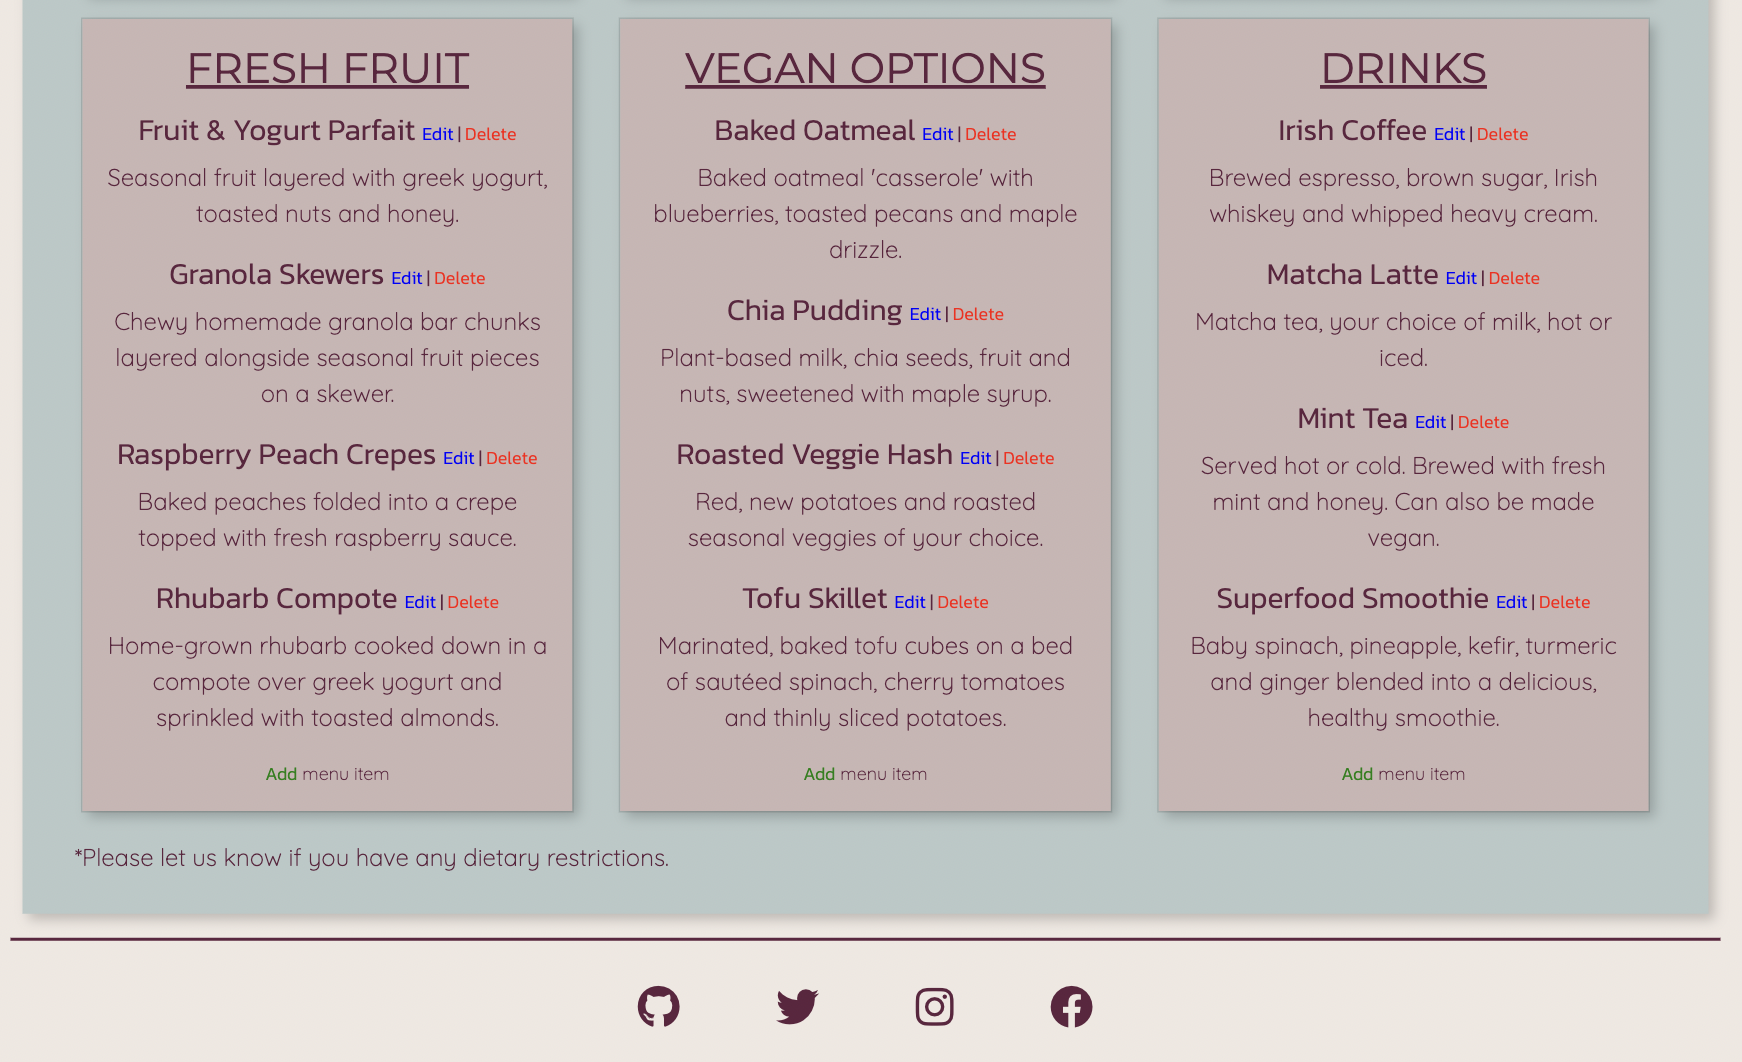 FRESH FRUIT
Fruit & Yogurt Parfait Edit | Delete
Seasonal fruit layered with greek yogurt,
toasted nuts and honey.
Granola Skewers Edit | Delete
Chewy homemade granola bar chunks
layered alongside seasonal fruit pieces
on a skewer.
Raspberry Peach Crepes Edit | Delete
Baked peaches folded into a crepe
topped with fresh raspberry sauce.
Rhubarb Compote Edit | Delete
Home-grown rhubarb cooked down in a
compote over greek yogurt and
sprinkled with toasted almonds.
Add menu item
VEGAN OPTIONS
Baked Oatmeal Edit | Delete
Baked oatmeal 'casserole' with
blueberries, toasted pecans and maple
drizzle.
Chia Pudding Edit | Delete
Plant-based milk, chia seeds, fruit and
nuts, sweetened with maple syrup.
Roasted Veggie Hash Edit | Delete
Red, new potatoes and roasted
seasonal veggies of your choice.
Tofu Skillet Edit | Delete
Marinated, baked tofu cubes on a bed
of sautéed spinach, cherry tomatoes
and thinly sliced potatoes.
Add menu item
DRINKS
Irish Coffee Edit | Delete
Brewed espresso, brown sugar, Irish
whiskey and whipped heavy cream.
Matcha Latte Edit | Delete
Matcha tea, your choice of milk, hot or
iced.
Mint Tea Edit | Delete
Served hot or cold. Brewed with fresh
mint and honey. Can also be made
vegan.
Superfood Smoothie Edit | Delete
Baby spinach, pineapple, kefir, turmeric
and ginger blended into a delicious,
healthy smoothie.
Add menu item
*Please let us know if you have any dietary restrictions.